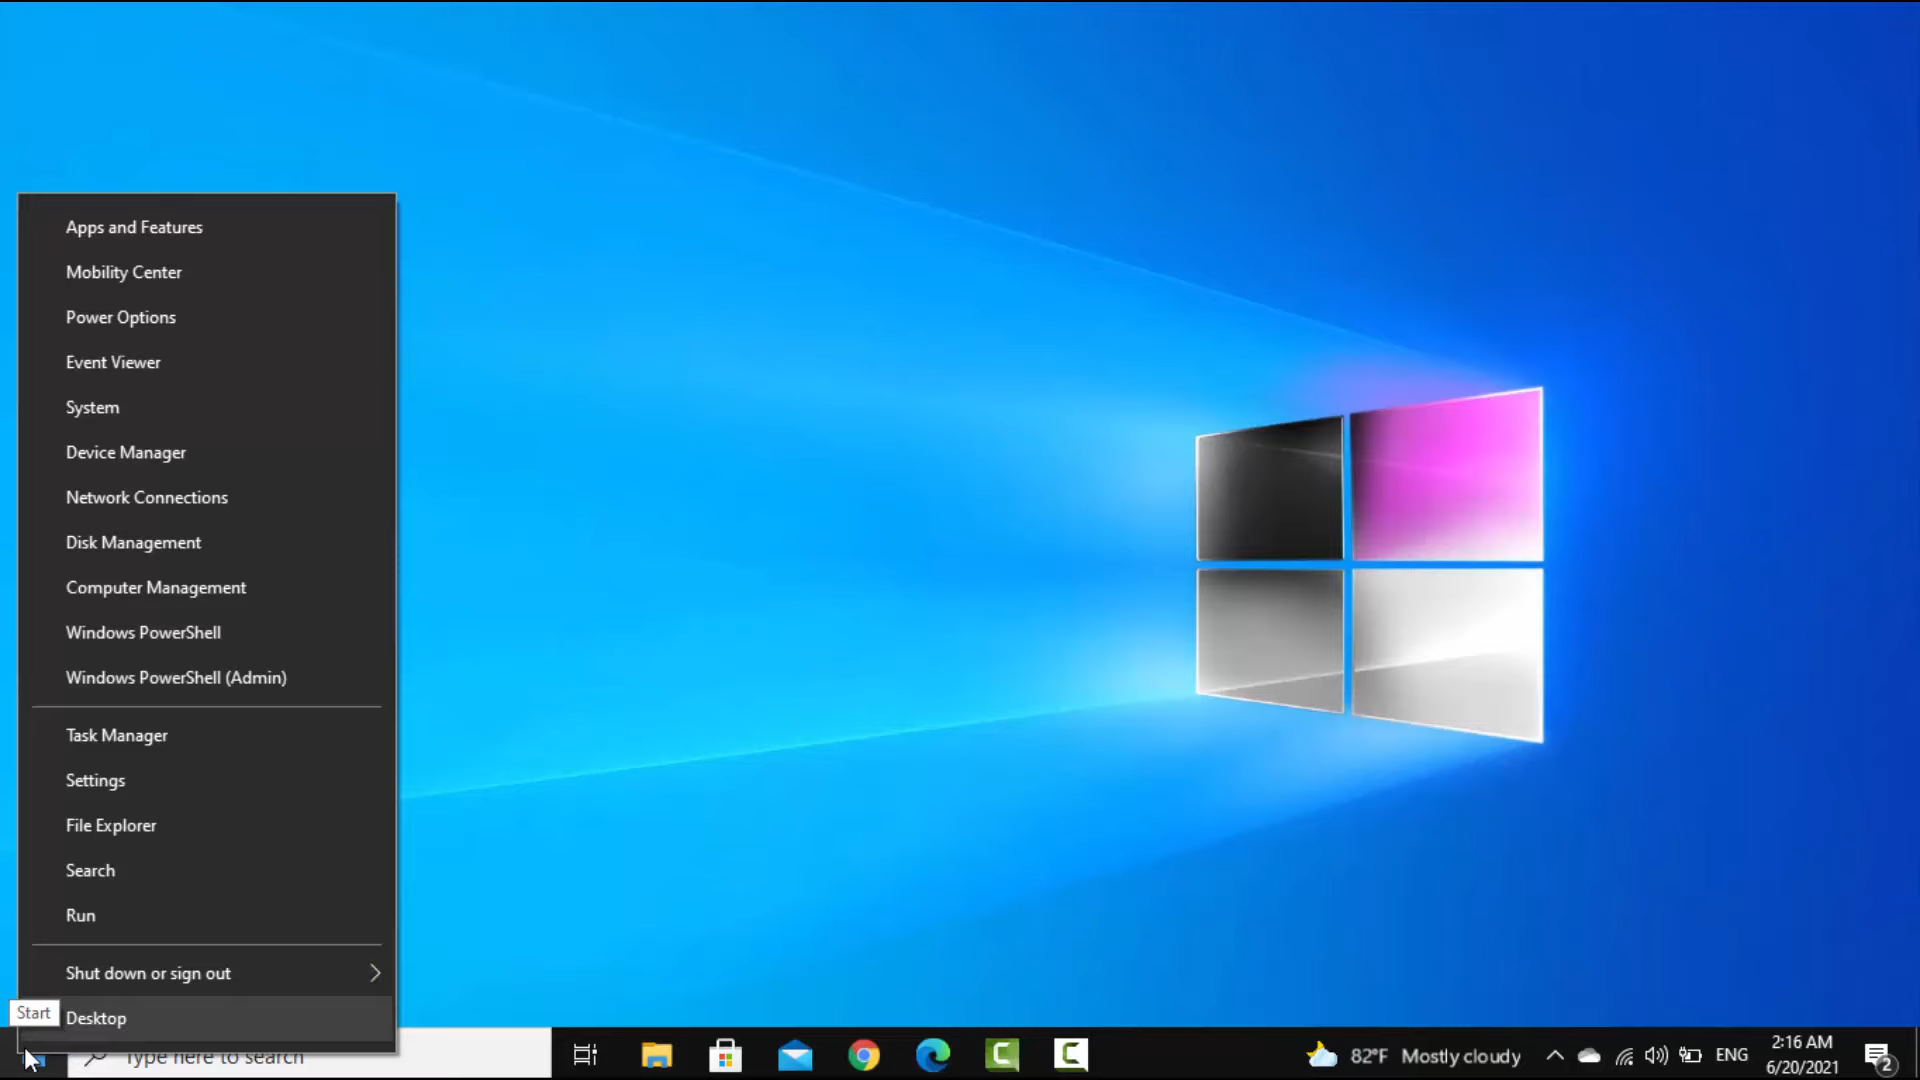 Apps and Features
Mobility Center
Power Options
Event Viewer
System
Device Manager
Network Connections
Disk Management
Computer Management
Windows PowerShell
Windows PowerShell (Admin)
Task Manager
Settings
File Explorer
Search
Run
Shut down or sign out
Start
Desktop
Type here to search
82°F Mostly cloudy
ENG
2:16 AM
6/20/2021
2